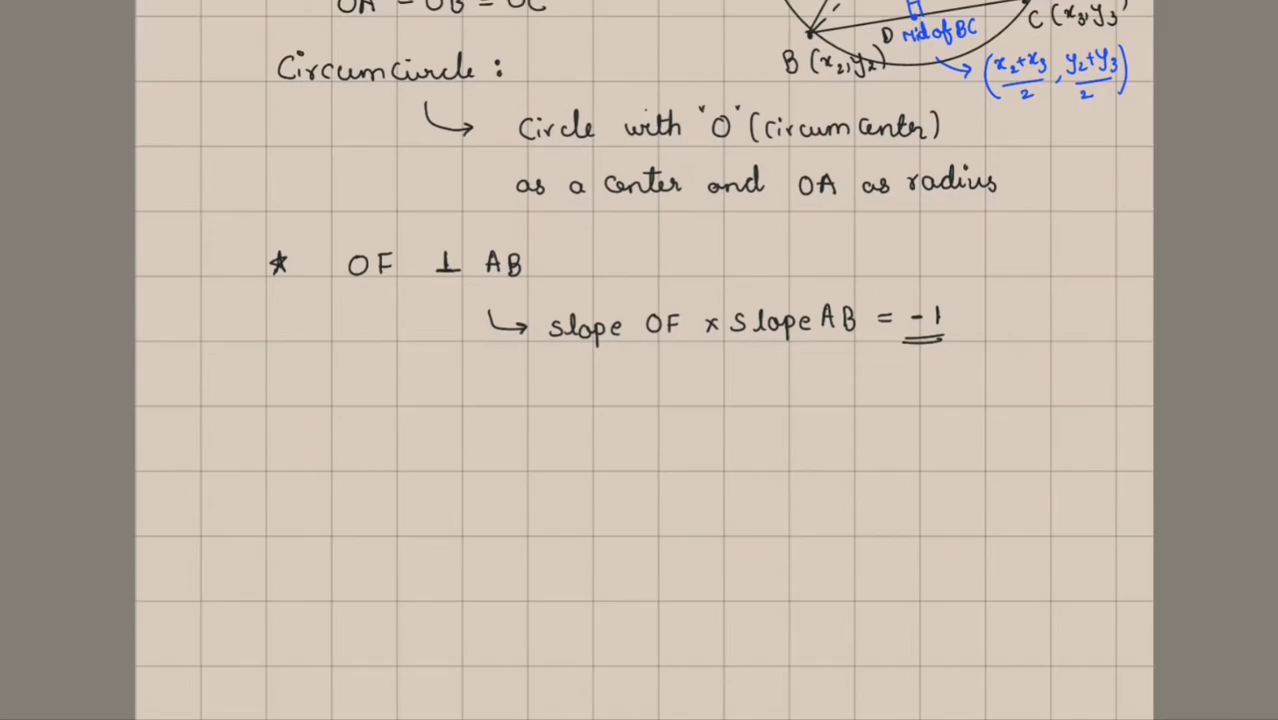 OA = OB = OC
C (x₃, y₃)
D Mid of BC
B (x₂, y₂)
(x₂+x₃/2, y₂+y₃/2)
Circumcircle :
Circle with "O" (circumcenter)
as a center and OA as radius
* OF ⊥ AB
slope OF × slope AB = -1